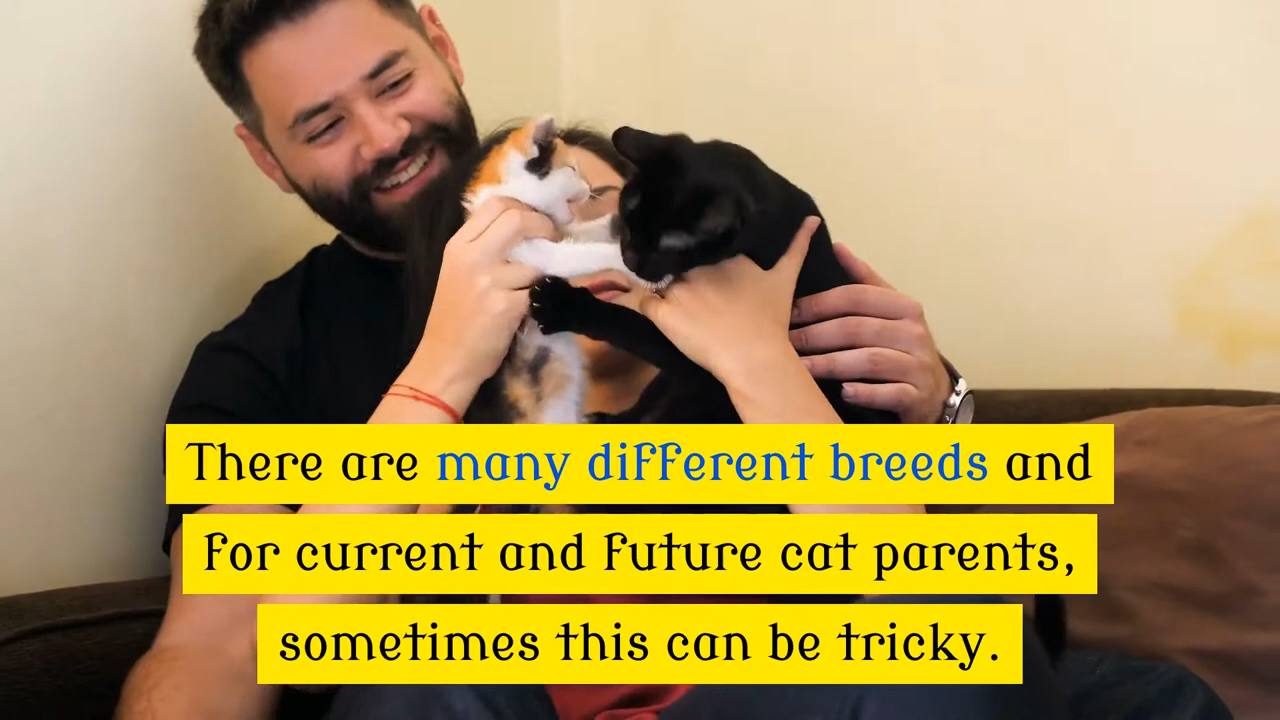 There are many different breeds and
for current and future cat parents,
sometimes this can be tricky.